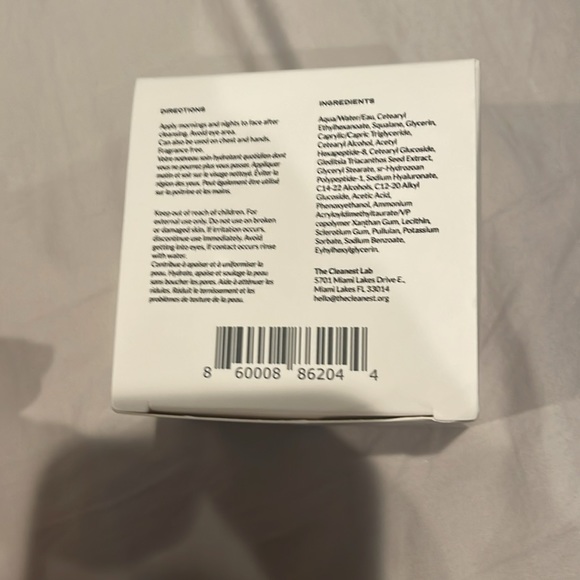 DIRECTIONS
Apply mornings and nights to face after
cleansing. Avoid eye area.
Can also be used on chest and hands.
Fragrance free.
Votre nouveau soin hydratant quotidien dont
vous ne pourrez plus vous passer. Appliquer
matin et soir sur le visage nettoyé. Éviter la
région des yeux. Peut également être utilisé
sur la poitrine et les mains.
Keep out of reach of children. For
external use only. Do not use on broken
or damaged skin. If irritation occurs,
discontinue use immediately. Avoid
getting into eyes, if contact occurs rinse
with water.
Contribue à apaiser et à uniformiser la
peau. Hydrate, apaise et soulage la peau
sans boucher les pores. Aide à atténuer les
ridules. Reduit le ternissement et les
problèmes de texture de la peau.
INGREDIENTS
Aqua/Water/Eau, Cetearyl
Ethylhexanoate, Squalane, Glycerin,
Caprylic/Capric Triglyceride,
Cetearyl Alcohol, Acetyl
Hexapeptide-8, Cetearyl Glucoside,
Gleditsia Triacanthos Seed Extract,
Glyceryl Stearate, sr-Hydrozoan
Polypeptide-1, Sodium Hyaluronate,
C14-22 Alcohols, C12-20 Alkyl
Glucoside, Acetic Acid,
Phenoxyethanol, Ammonium
Acryloyldimethyltaurate/VP
copolymer Xanthan Gum, Lecithin,
Sclerotium Gum, Pullulan, Potassium
Sorbate, Sodium Benzoate,
Eyhylhexylglycerin.
The Cleanest Lab
5701 Miami Lakes Drive E.,
Miami Lakes FL 33014
hello@thecleanest.org
8 60008 86204 4